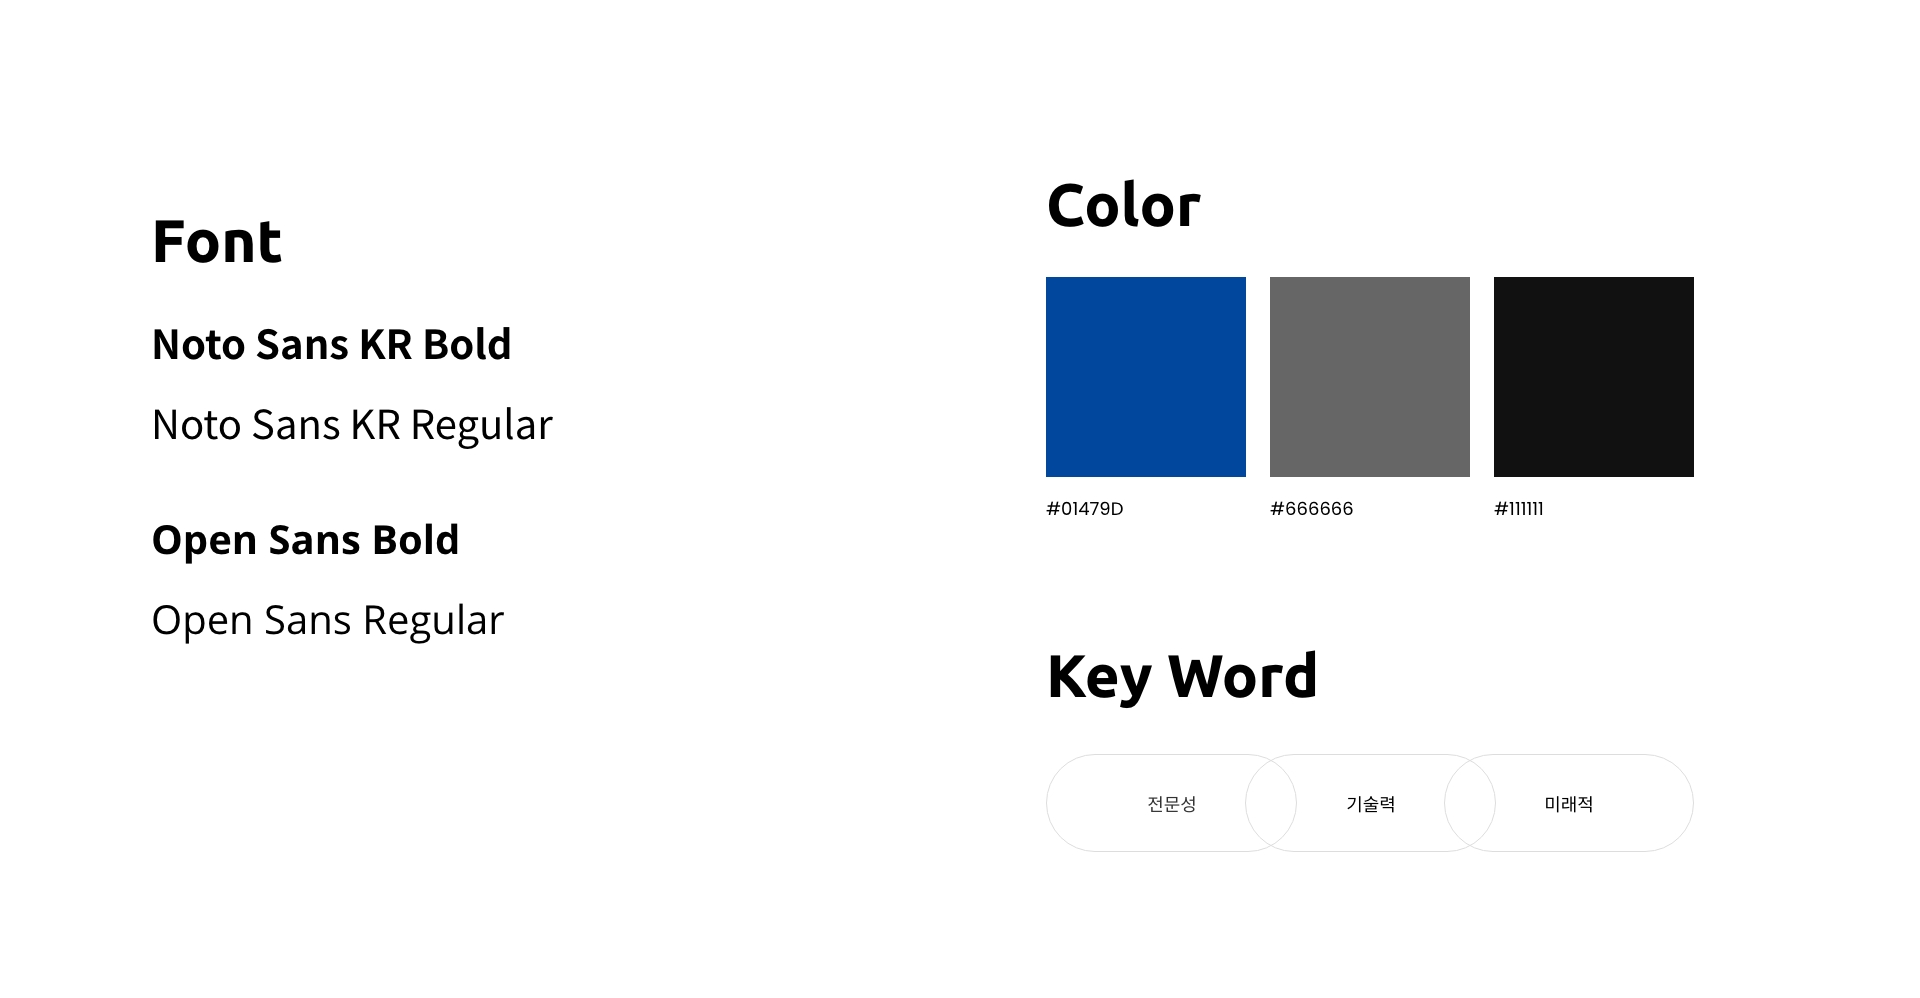 Font
Noto Sans KR Bold
Noto Sans KR Regular
Open Sans Bold
Open Sans Regular
Color
#01479D
#666666
#111111
Key Word
전문성
기술력
미래적